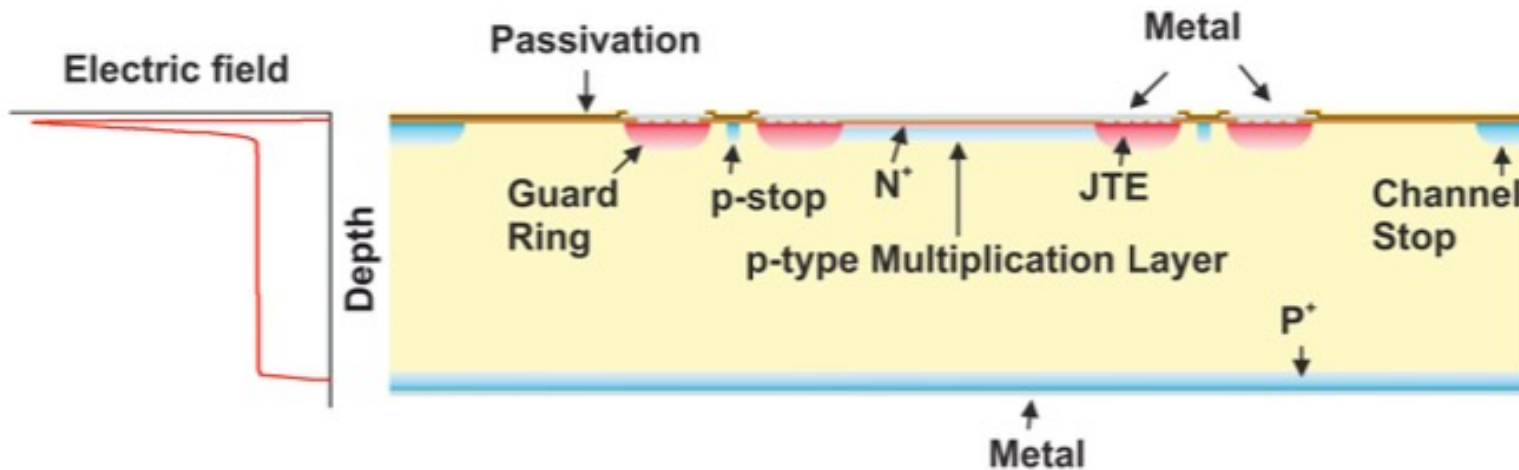 Metal
Passivation
Electric field
Guard
Ring
p-stop
N+
JTE
Channel
Stop
p-type Multiplication Layer
Depth
P+
Metal